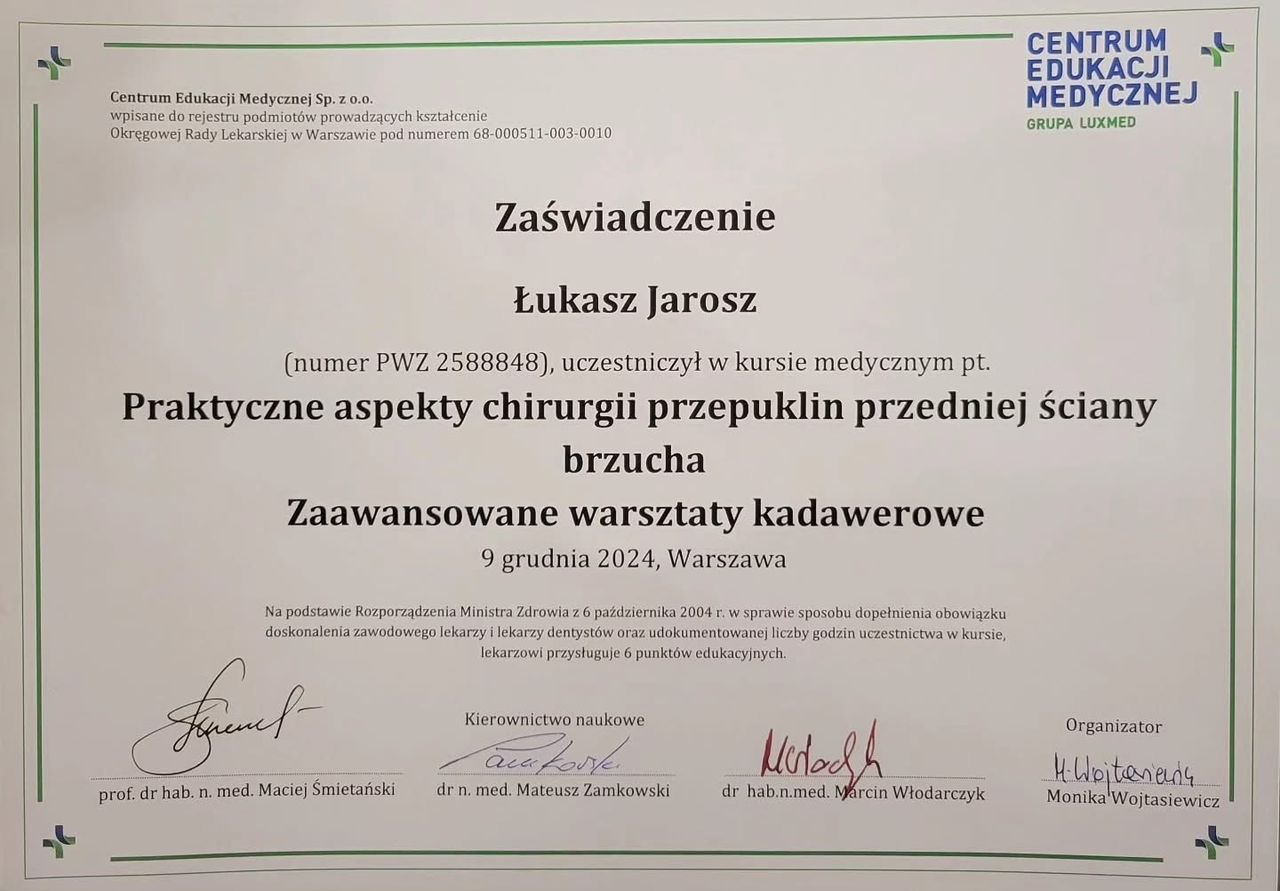 CENTRUM
EDUKACJI
MEDYCZNEJ
GRUPA LUXMED
Centrum Edukacji Medycznej Sp. z o.o.
wpisane do rejestru podmiotów prowadzących kształcenie
Okręgowej Rady Lekarskiej w Warszawie pod numerem 68-000511-003-0010
Zaświadczenie
Łukasz Jarosz
(numer PWZ 2588848), uczestniczył w kursie medycznym pt.
Praktyczne aspekty chirurgii przepuklin przedniej ściany
brzucha
Zaawansowane warsztaty kadawerowe
9 grudnia 2024, Warszawa
Na podstawie Rozporządzenia Ministra Zdrowia z 6 października 2004 r. w sprawie sposobu dopełnienia obowiązku
doskonalenia zawodowego lekarzy i lekarzy dentystów oraz udokumentowanej liczby godzin uczestnictwa w kursie,
lekarzowi przysługuje 6 punktów edukacyjnych.
prof. dr hab. n. med. Maciej Śmietański
Kierownictwo naukowe
dr n. med. Mateusz Zamkowski
dr hab.n.med. Marcin Włodarczyk
Organizator
M. Wojtasiewicz
Monika Wojtasiewicz